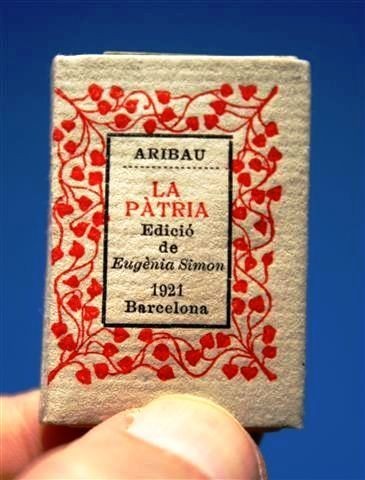 ARIBAU
LA
PÀTRIA
Edició
de
Eugènia Simon
1921
Barcelona